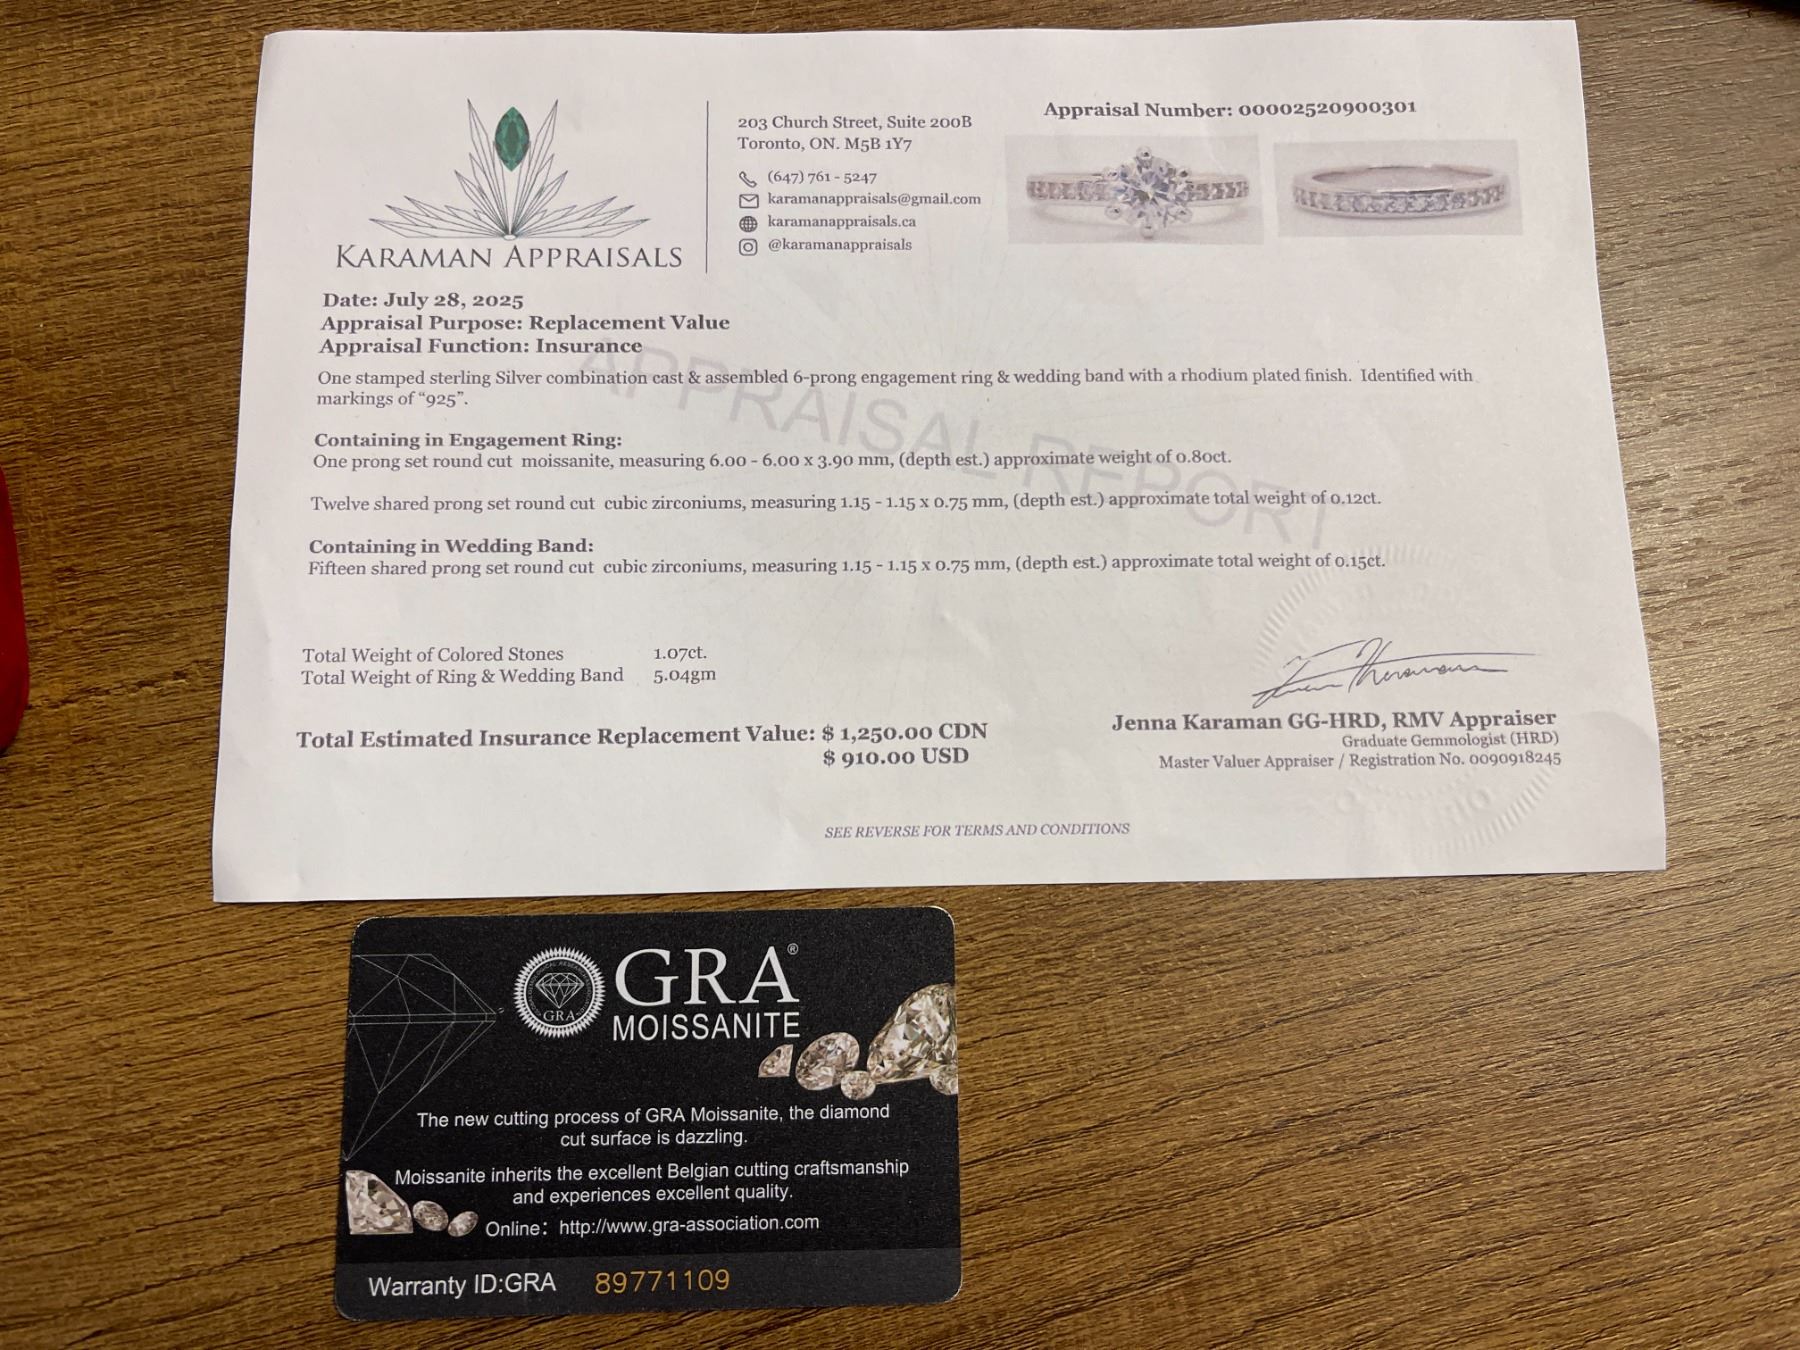 KARAMAN APPRAISALS
203 Church Street, Suite 200B
Toronto, ON. M5B 1Y7
(647) 761 - 5247
karamanappraisals@gmail.com
karamanappraisals.ca
@karamanappraisals
Appraisal Number: 00002520900301
Date: July 28, 2025
Appraisal Purpose: Replacement Value
Appraisal Function: Insurance
APPRAISAL REPORT
One stamped sterling Silver combination cast & assembled 6-prong engagement ring & wedding band with a rhodium plated finish. Identified with
markings of “925”.
Containing in Engagement Ring:
One prong set round cut moissanite, measuring 6.00 - 6.00 x 3.90 mm, (depth est.) approximate weight of 0.80ct.
Twelve shared prong set round cut cubic zirconiums, measuring 1.15 - 1.15 x 0.75 mm, (depth est.) approximate total weight of 0.12ct.
Containing in Wedding Band:
Fifteen shared prong set round cut cubic zirconiums, measuring 1.15 - 1.15 x 0.75 mm, (depth est.) approximate total weight of 0.15ct.
Total Weight of Colored Stones 1.07ct.
Total Weight of Ring & Wedding Band 5.04gm
Total Estimated Insurance Replacement Value: $ 1,250.00 CDN
$ 910.00 USD
Jenna Karaman GG-HRD, RMV Appraiser
Graduate Gemmologist (HRD)
Master Valuer Appraiser / Registration No. 0090918245
SEE REVERSE FOR TERMS AND CONDITIONS
GRA
GRA®
MOISSANITE
The new cutting process of GRA Moissanite, the diamond
cut surface is dazzling.
Moissanite inherits the excellent Belgian cutting craftsmanship
and experiences excellent quality.
Online: http://www.gra-association.com
Warranty ID:GRA 89771109